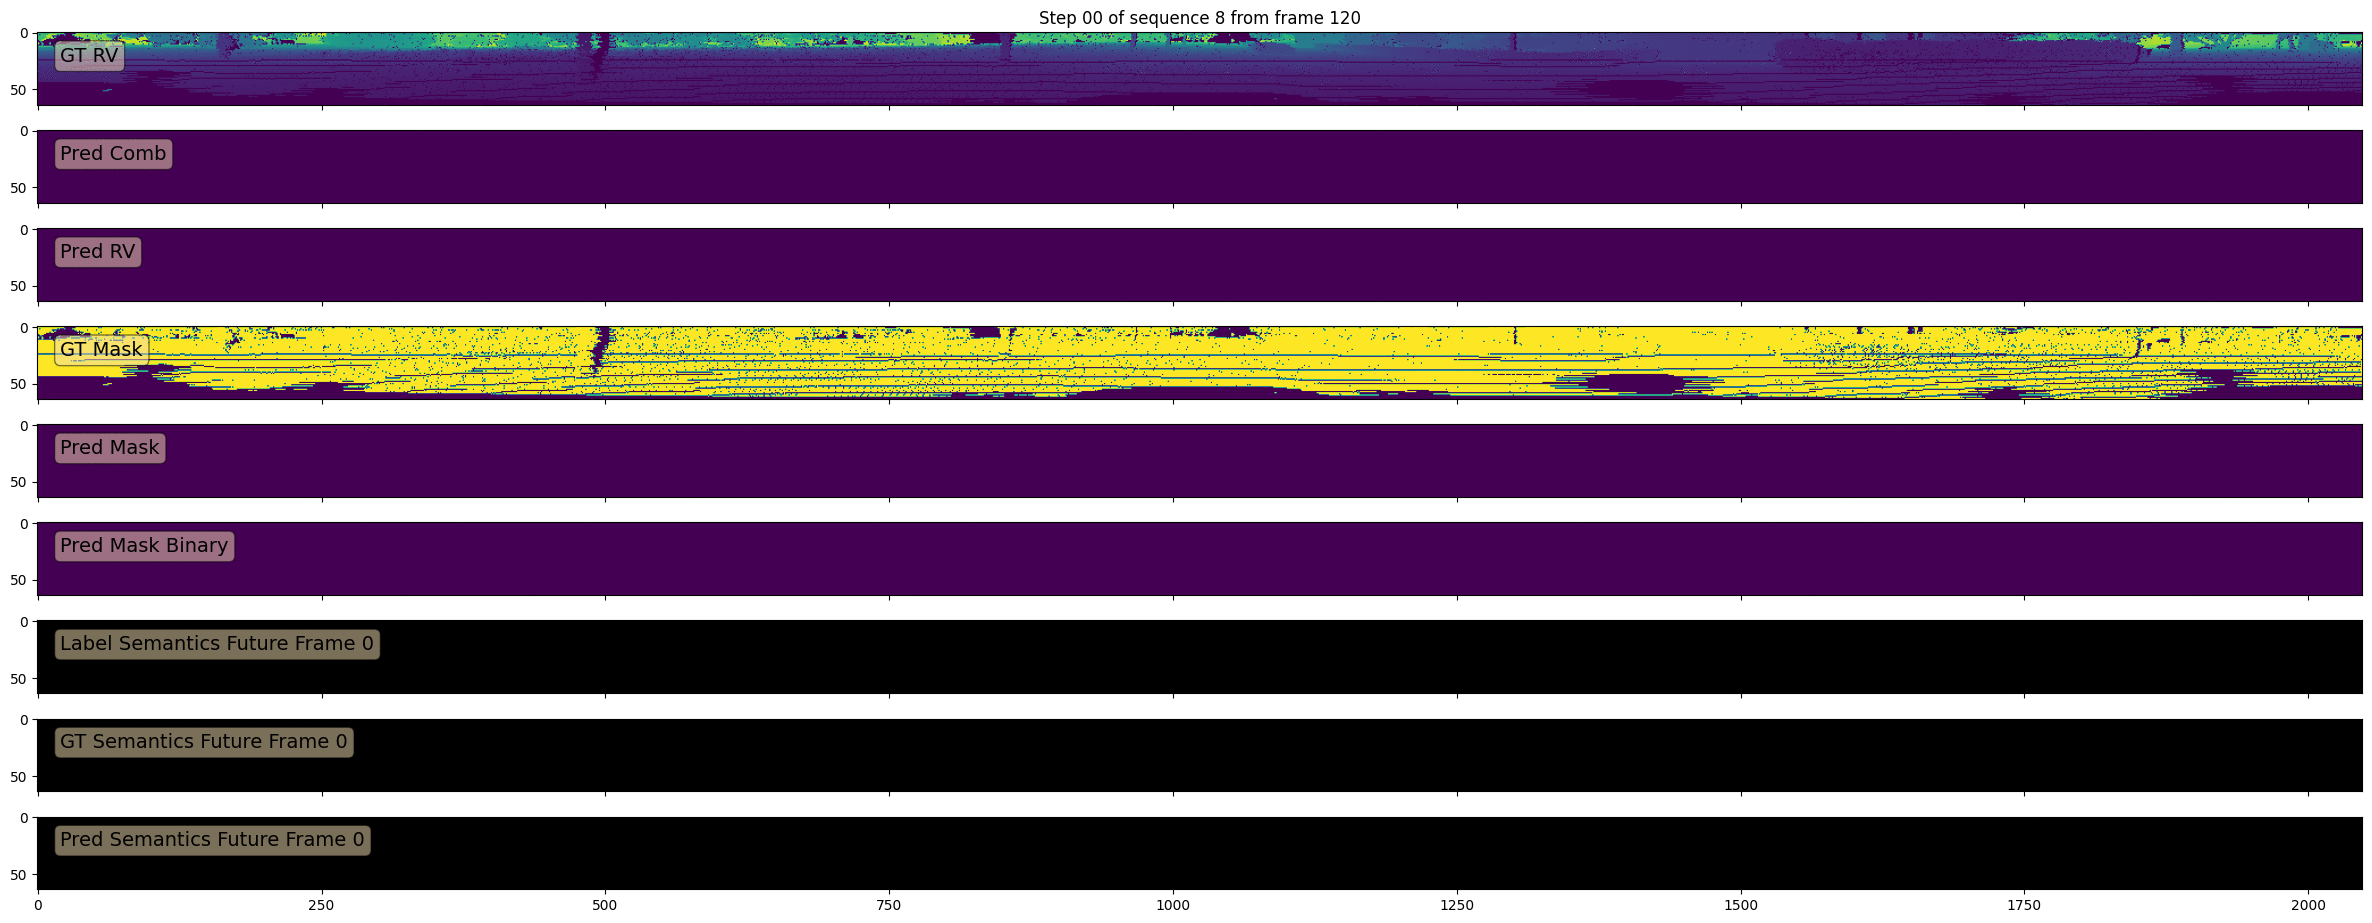 Step 00 of sequence 8 from frame 120
0
GT RV
50
0
Pred Comb
50
0
Pred RV
50
0
GT Mask
50
0
Pred Mask
50
0
Pred Mask Binary
50
0
Label Semantics Future Frame 0
50
0
GT Semantics Future Frame 0
50
0
Pred Semantics Future Frame 0
50
0 250 500 750 1000 1250 1500 1750 2000